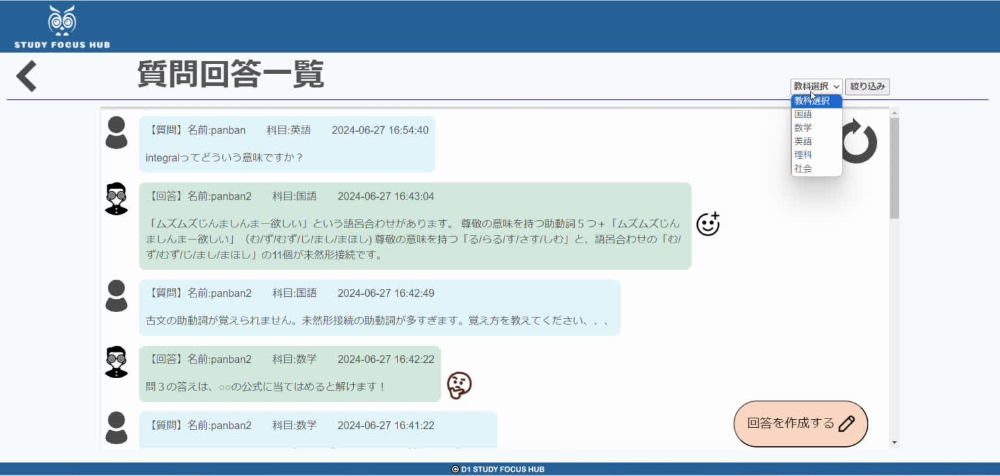 STUDY FOCUS HUB
質問回答一覧
教科選択
絞り込み
教科選択
国語
数学
英語
理科
社会
【質問】名前:panban 科目:英語 2024-06-27 16:54:40
integralってどういう意味ですか？
【回答】名前:panban2 科目:国語 2024-06-27 16:43:04
「ムズムズじんましんまー欲しい」という語呂合わせがあります。 尊敬の意味を持つ助動詞５つ＋「ムズムズじん
ましんまー欲しい」（む/ず/むず/じ/まし/まほし) 尊敬の意味を持つ「る/らる/す/さす/しむ」と、語呂合わせの「む/
ず/むず/じ/まし/まほし」の11個が未然形接続です。
【質問】名前:panban2 科目:国語 2024-06-27 16:42:49
古文の助動詞が覚えられません。未然形接続の助動詞が多すぎます。覚え方を教えてください、、、
【回答】名前:panban2 科目:数学 2024-06-27 16:42:22
問３の答えは、○○の公式に当てはめると解けます！
【質問】名前:panban2 科目:数学 2024-06-27 16:41:22
回答を作成する
© D1 STUDY FOCUS HUB